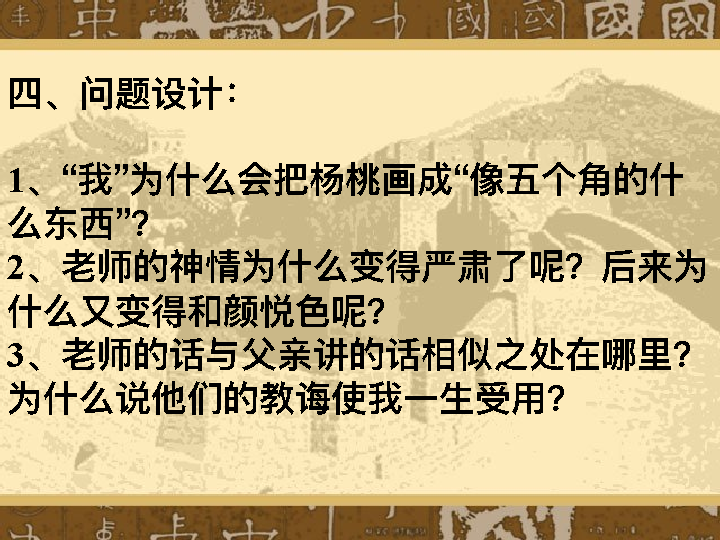 四、问题设计：
1、“我”为什么会把杨桃画成“像五个角的什
么东西”？
2、老师的神情为什么变得严肃了呢？后来为
什么又变得和颜悦色呢？
3、老师的话与父亲讲的话相似之处在哪里？
为什么说他们的教诲使我一生受用？